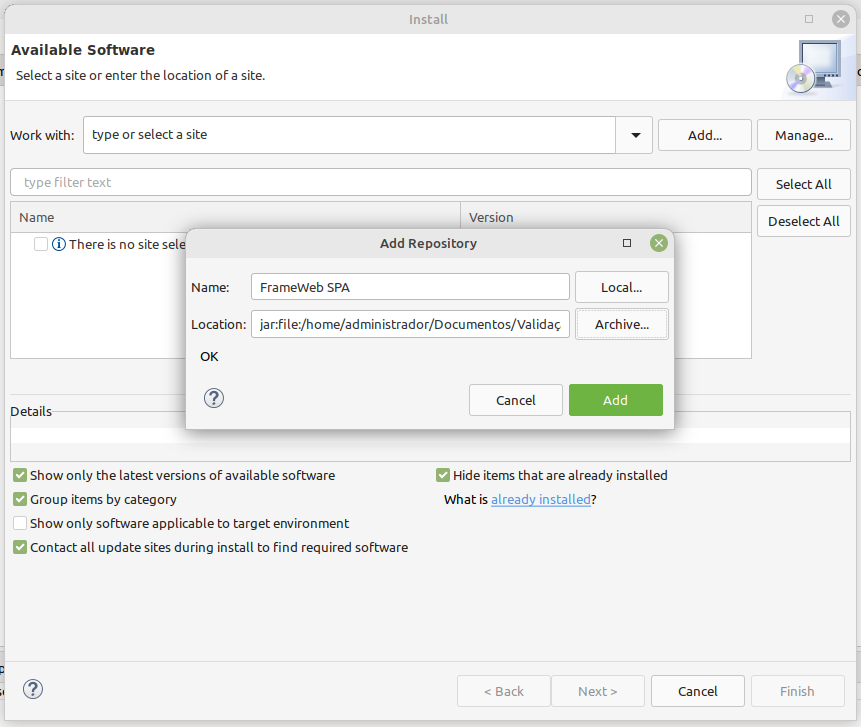 Install
Available Software
Select a site or enter the location of a site.
Work with: type or select a site Add... Manage...
type filter text Select All
Name Version Deselect All
There is no site sele
Add Repository
Name: FrameWeb SPA Local...
Location: jar:file:/home/administrador/Documentos/Validaç Archive...
OK
? Cancel Add
Details
Show only the latest versions of available software Hide items that are already installed
Group items by category What is already installed?
Show only software applicable to target environment
Contact all update sites during install to find required software
? < Back Next > Cancel Finish